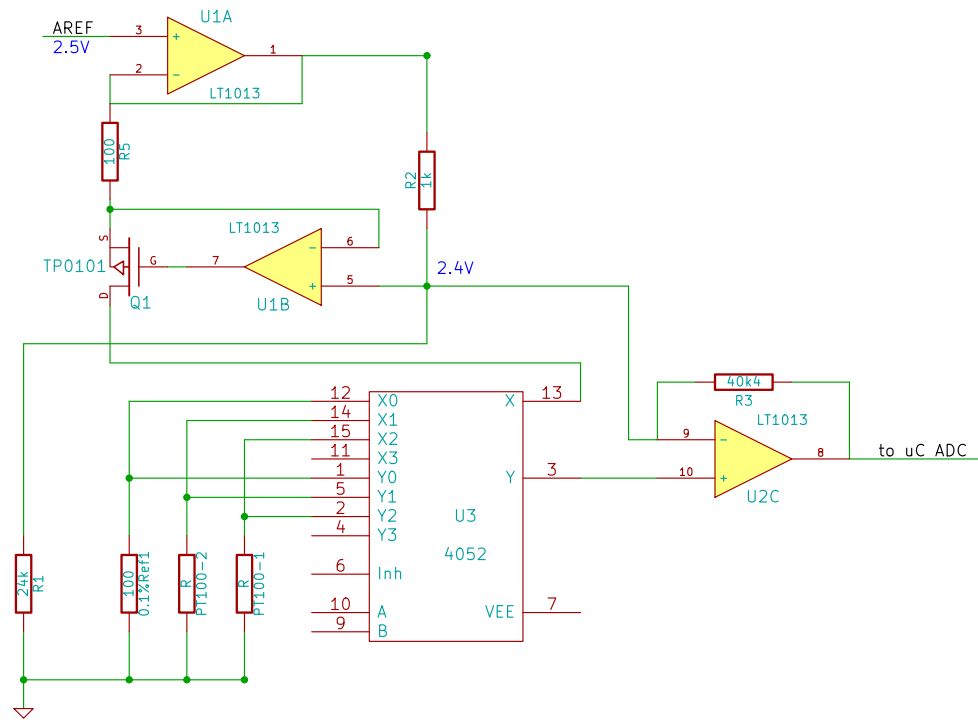 AREF
2.5V
3
+
2
−
U1A
1
LT1013
100
R5
R2
1k
LT1013
S
G
D
TP0101
Q1
7
6
−
5
+
U1B
2.4V
12
X0
14
X1
15
X2
11
X3
1
Y0
5
Y1
2
Y2
4
Y3
6
Inh
10
A
9
B
X
13
Y
3
U3
4052
VEE
7
40k4
R3
LT1013
9
−
10
+
8
U2C
to uC ADC
24k
R1
100
0.1%Ref1
R
PT100-2
R
PT100-1